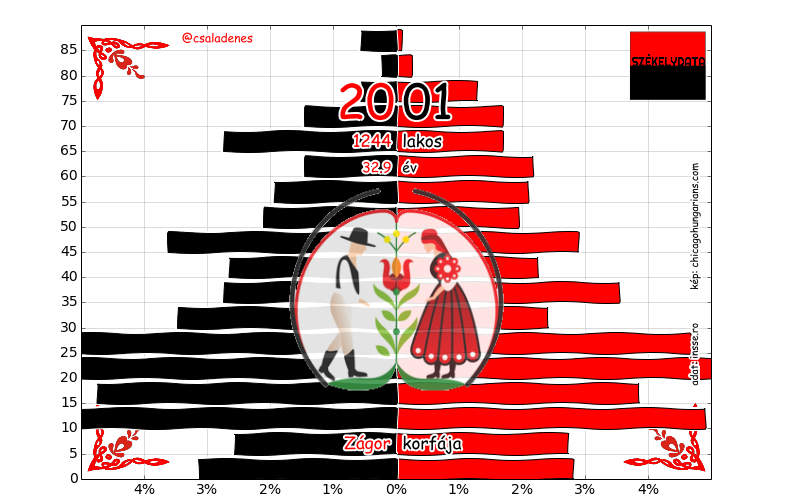 @csaladenes
SZÉKELYDATA
2001
1244 lakos
32.9 év
kép: chicagohungarians.com
adat: insse.ro
Zágor korfája
85
80
75
70
65
60
55
50
45
40
35
30
25
20
15
10
5
0
4% 3% 2% 1% 0% 1% 2% 3% 4%